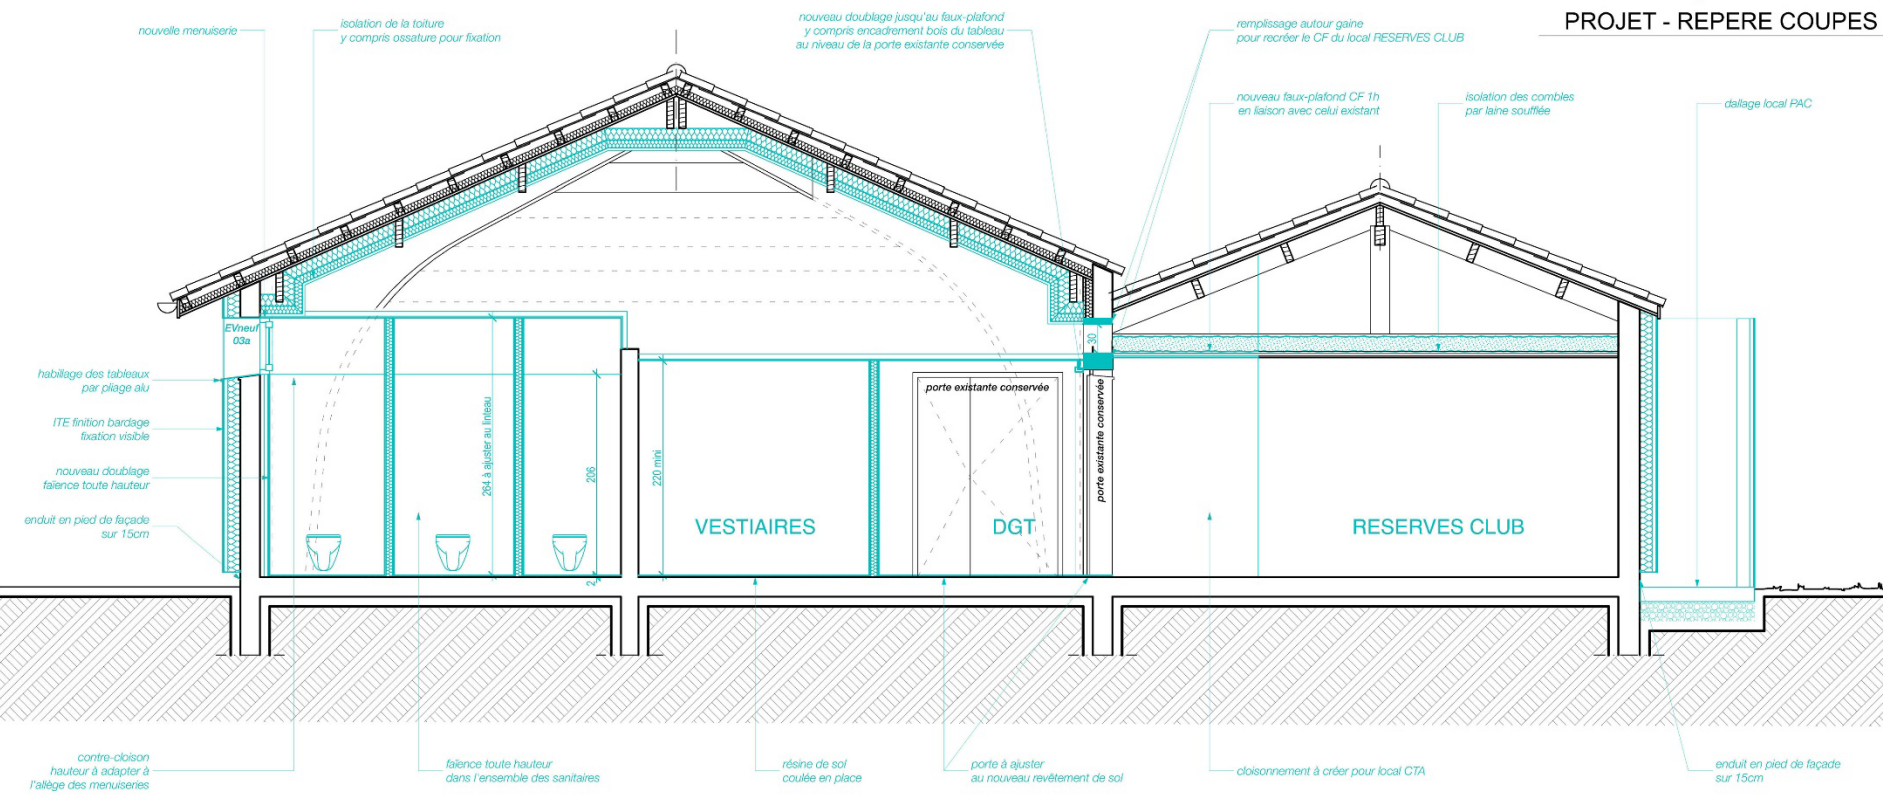 PROJET - REPERE COUPES
nouvelle menuiserie
isolation de la toiture
y compris ossature pour fixation
nouveau doublage jusqu'au faux-plafond
y compris encadrement bois du tableau
au niveau de la porte existante conservée
remplissage autour gaine
pour recréer le CF du local RESERVES CLUB
nouveau faux-plafond CF 1h
en liaison avec celui existant
isolation des combles
par laine soufflée
dallage local PAC
EVneuf
03a
30
habillage des tableaux
par pliage alu
ITE finition bardage
fixation visible
nouveau doublage
faïence toute hauteur
enduit en pied de façade
sur 15cm
264 à ajuster au linteau
206
2
220 mini
porte existante conservée
porte existante conservée
VESTIAIRES
DGT
RESERVES CLUB
contre-cloison
hauteur à adapter à
l'allège des menuiseries
faïence toute hauteur
dans l'ensemble des sanitaires
résine de sol
coulée en place
porte à ajuster
au nouveau revêtement de sol
cloisonnement à créer pour local CTA
enduit en pied de façade
sur 15cm